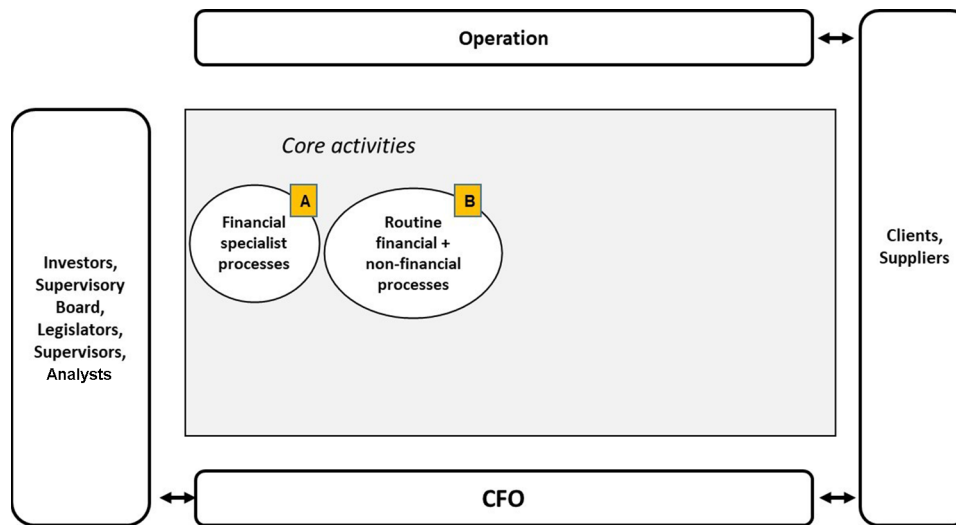 Operation
Core activities
A
Financial
specialist
processes
B
Routine
financial +
non-financial
processes
Investors,
Supervisory
Board,
Legislators,
Supervisors,
Analysts
Clients,
Suppliers
CFO